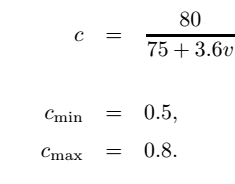 c = 80 / (75 + 3.6v)
c_min = 0.5,
c_max = 0.8.